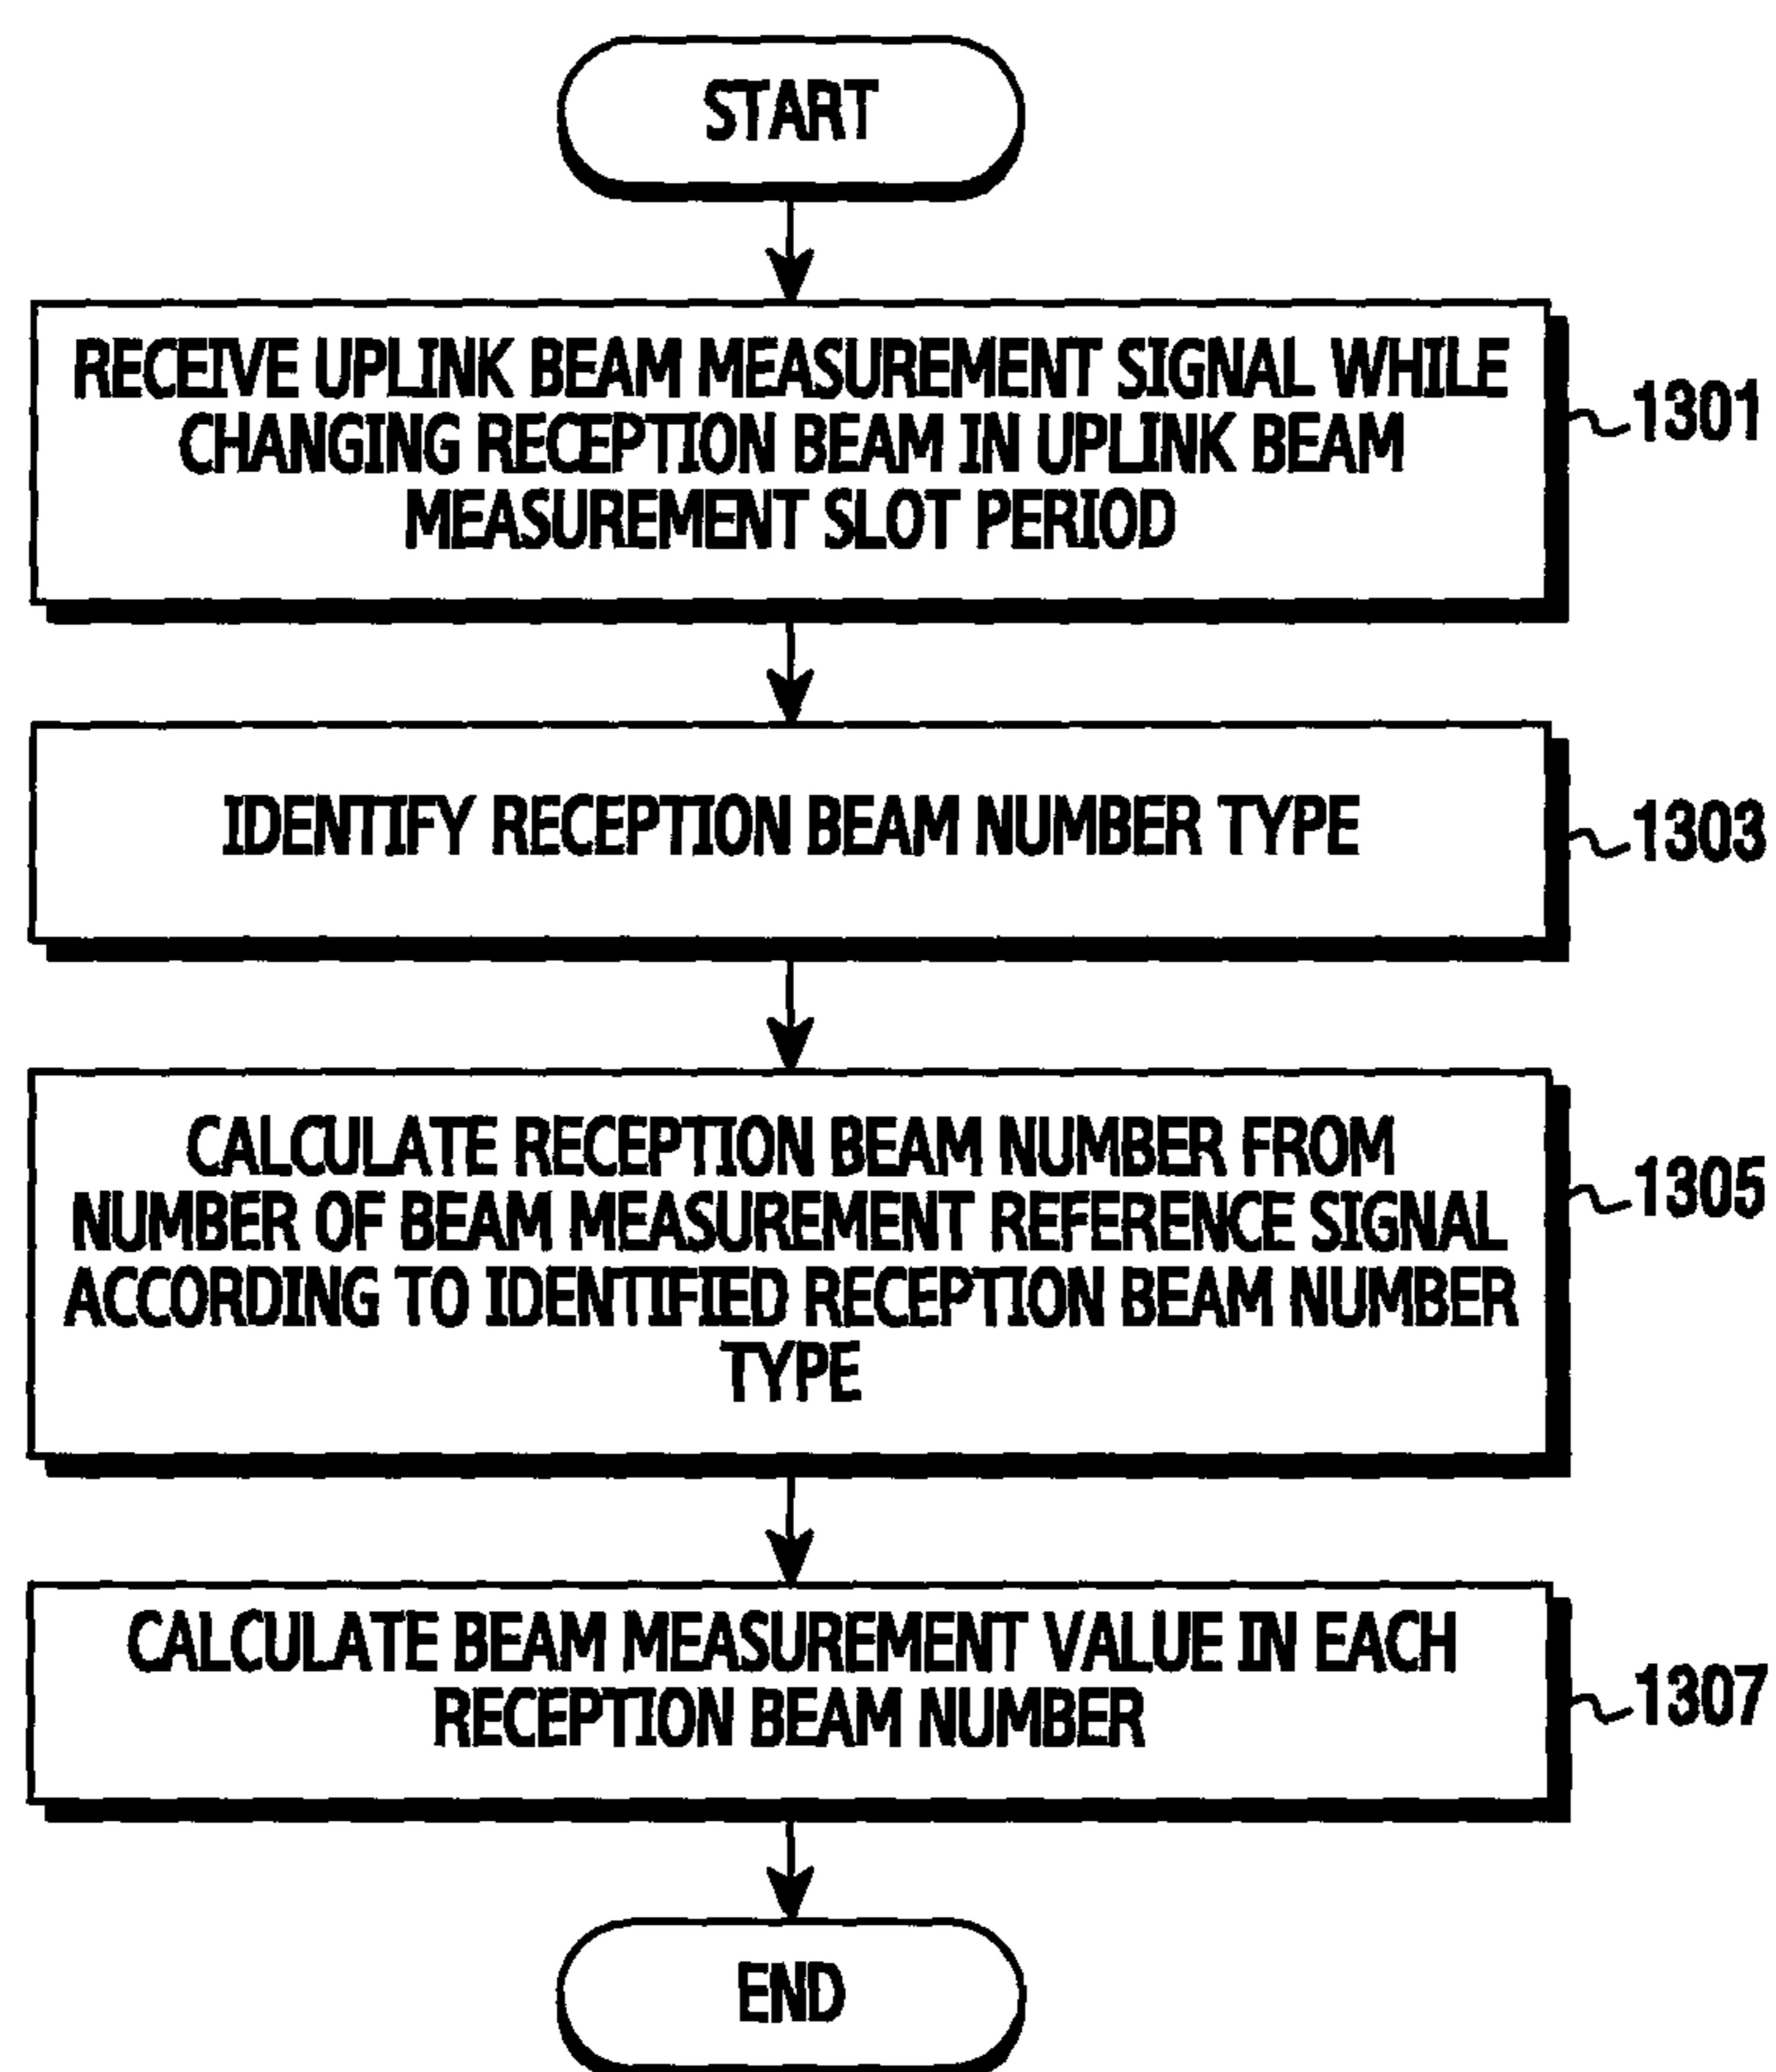 START
RECEIVE UPLINK BEAM MEASUREMENT SIGNAL WHILE
CHANGING RECEPTION BEAM IN UPLINK BEAM
MEASUREMENT SLOT PERIOD
1301
IDENTIFY RECEPTION BEAM NUMBER TYPE
1303
CALCULATE RECEPTION BEAM NUMBER FROM
NUMBER OF BEAM MEASUREMENT REFERENCE SIGNAL
ACCORDING TO IDENTIFIED RECEPTION BEAM NUMBER
TYPE
1305
CALCULATE BEAM MEASUREMENT VALUE IN EACH
RECEPTION BEAM NUMBER
1307
END